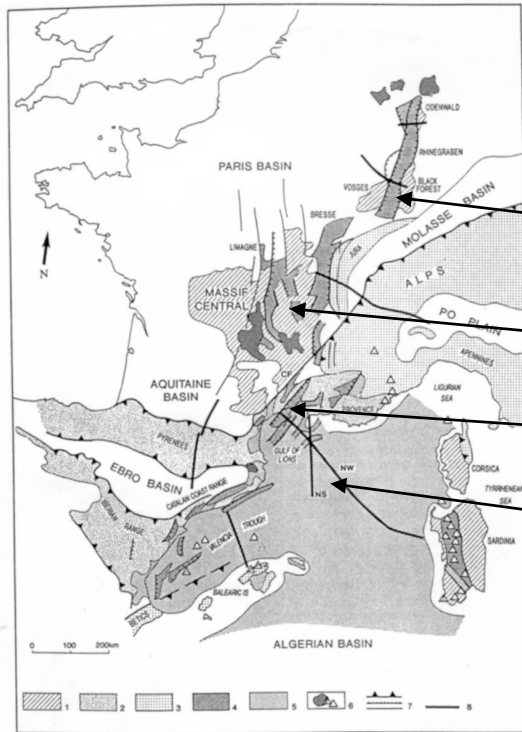 ODENWALD
RHINEGRABEN
PARIS BASIN
VOSGES
BLACK
FOREST
BRESSE
MOLASSE BASIN
LIMAGNE
JURA
N
ALPS
MASSIF
CENTRAL
PO PLAIN
APENNINES
CF
LIGURIAN
SEA
AQUITAINE
BASIN
PROVENCE
PYRENEES
GULF OF
LIONS
CORSICA
EBRO BASIN
NW
CATALAN COAST RANGE
TYRRHENEAN
SEA
NS
IBERIAN RANGE
SARDINIA
VALENCIA TROUGH
BALEARIC IS
BETICS
0 100 200km
ALGERIAN BASIN
1 2 3 4 5 6 7 8